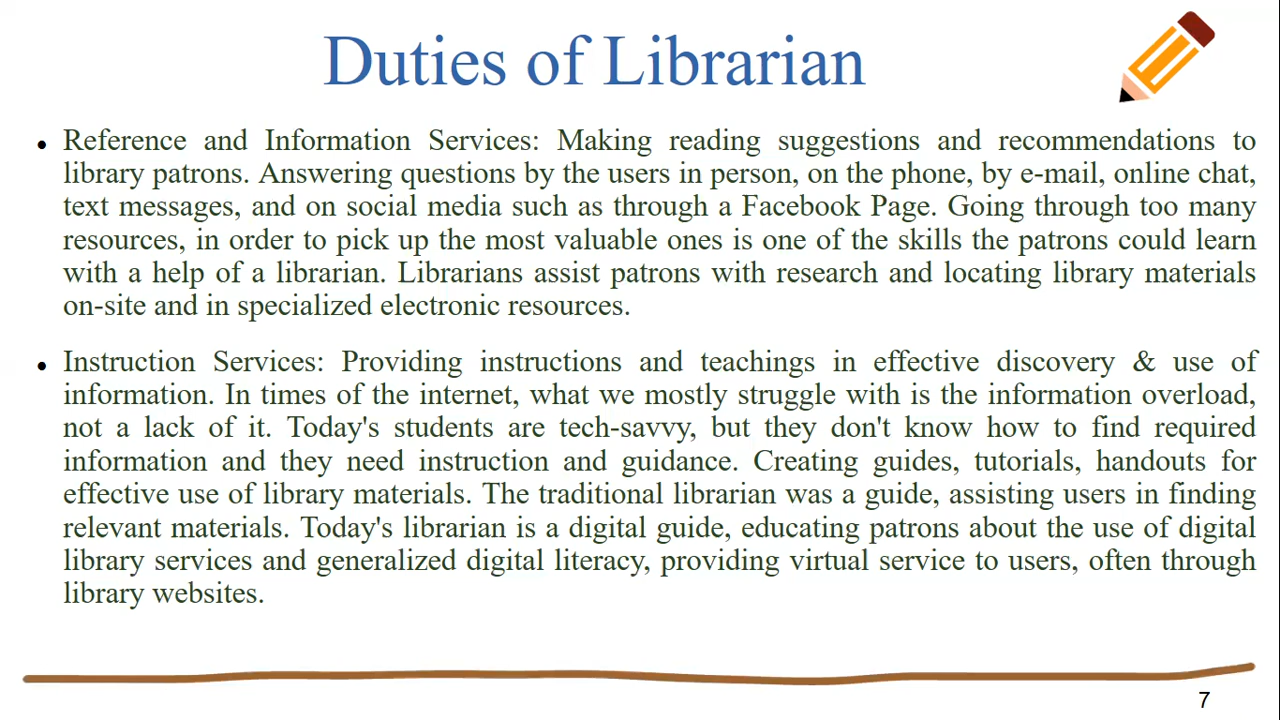 Duties of Librarian
• Reference and Information Services: Making reading suggestions and recommendations to
library patrons. Answering questions by the users in person, on the phone, by e-mail, online chat,
text messages, and on social media such as through a Facebook Page. Going through too many
resources, in order to pick up the most valuable ones is one of the skills the patrons could learn
with a help of a librarian. Librarians assist patrons with research and locating library materials
on-site and in specialized electronic resources.
• Instruction Services: Providing instructions and teachings in effective discovery & use of
information. In times of the internet, what we mostly struggle with is the information overload,
not a lack of it. Today's students are tech-savvy, but they don't know how to find required
information and they need instruction and guidance. Creating guides, tutorials, handouts for
effective use of library materials. The traditional librarian was a guide, assisting users in finding
relevant materials. Today's librarian is a digital guide, educating patrons about the use of digital
library services and generalized digital literacy, providing virtual service to users, often through
library websites.
7